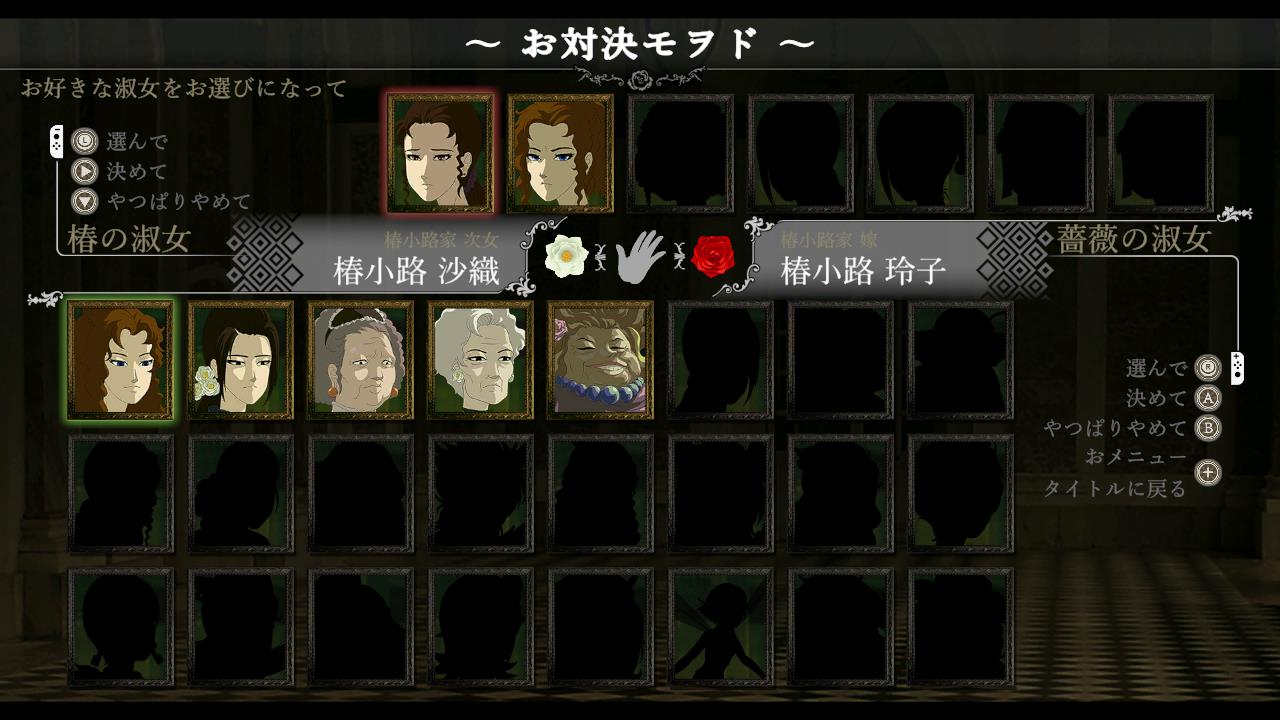 ～ お対決モヲド ～
お好きな淑女をお選びになって
L 選んで
決めて
やつぱりやめて
椿の淑女
椿小路家 次女
椿小路 沙織
椿小路家 嫁
椿小路 玲子
薔薇の淑女
選んで R
決めて A
やつぱりやめて B
おメニュー
タイトルに戻る